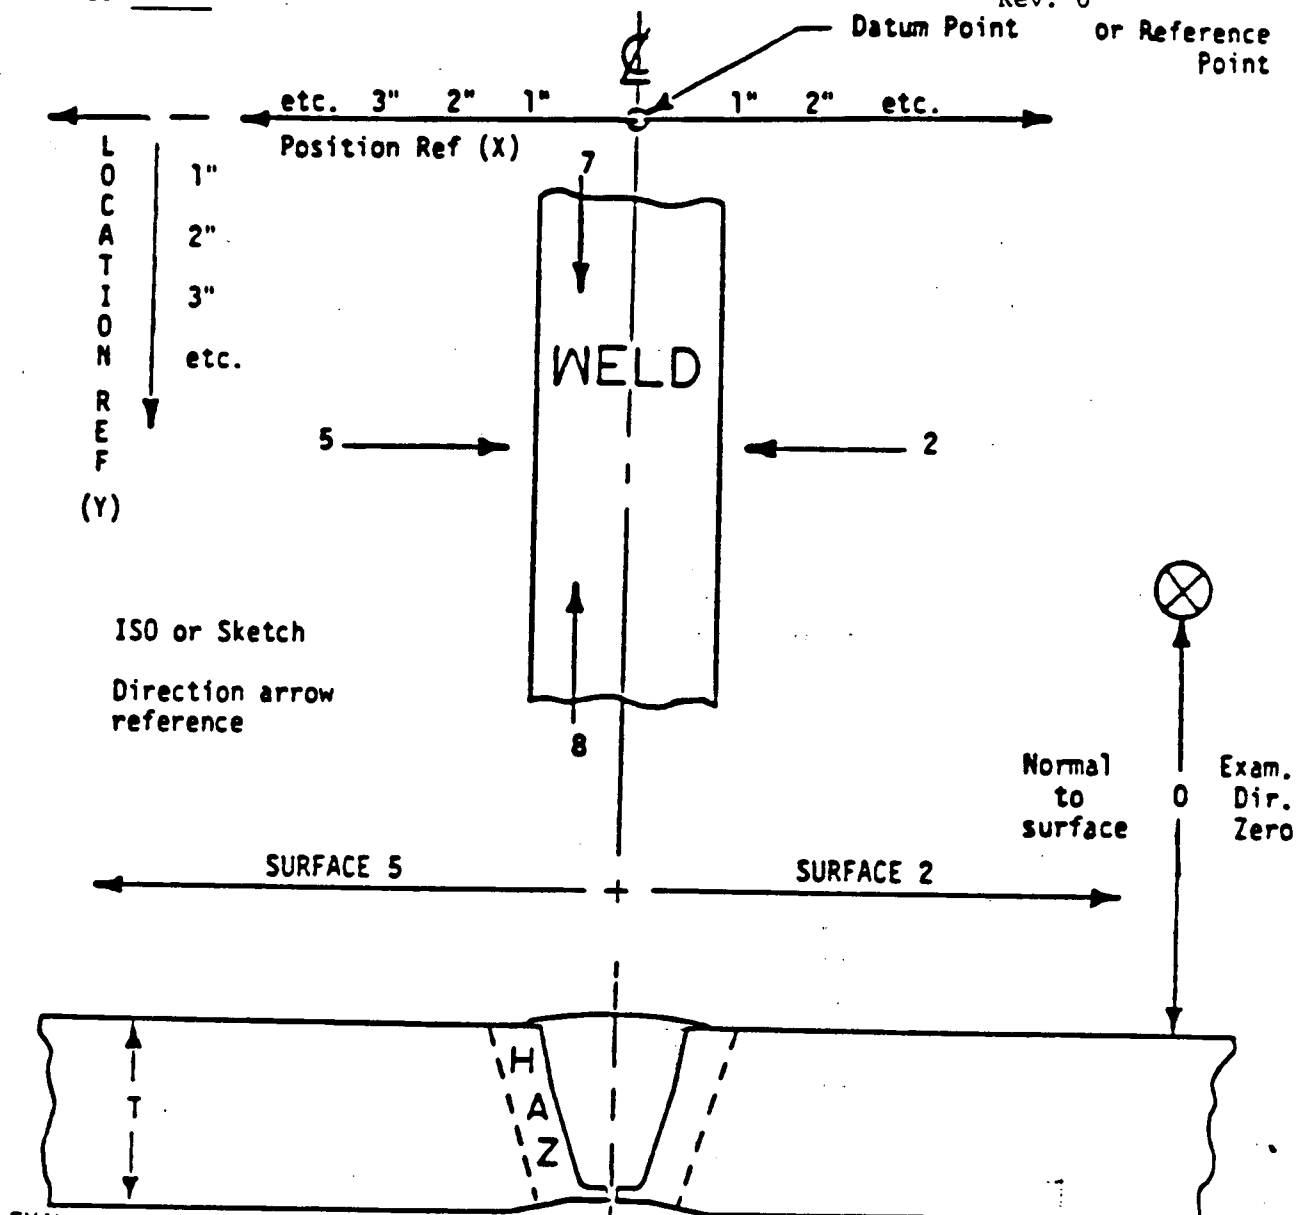 Rev. 0
Datum Point or Reference
Point
℄
etc. 3" 2" 1" 1" 2" etc.
Position Ref (X)
LOCATION REF
(Y)
1"
2"
3"
etc.
7
WELD
5
2
8
ISO or Sketch
Direction arrow
reference
Normal
to
surface
0
Exam.
Dir.
Zero
SURFACE 5
SURFACE 2
HAZ
T